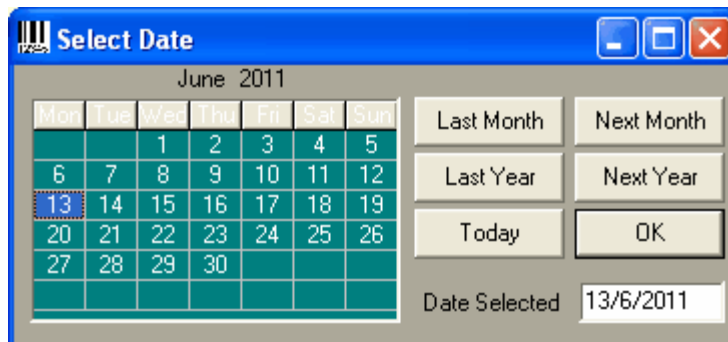 Select Date
June 2011
Mon Tue Wed Thu Fri Sat Sun
1 2 3 4 5
6 7 8 9 10 11 12
13 14 15 16 17 18 19
20 21 22 23 24 25 26
27 28 29 30
Last Month Next Month
Last Year Next Year
Today OK
Date Selected 13/6/2011